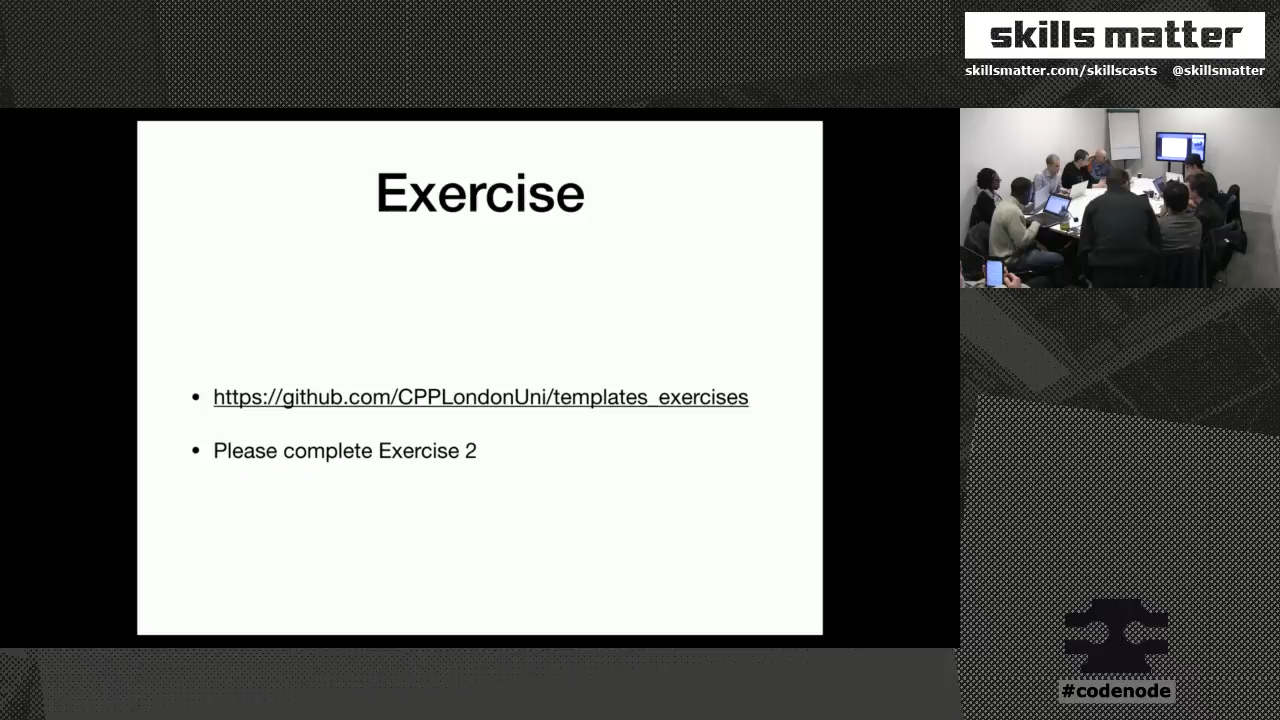 skills matter
skillsmatter.com/skillscasts @skillsmatter
Exercise
• https://github.com/CPPLondonUni/templates_exercises
• Please complete Exercise 2
#codenode